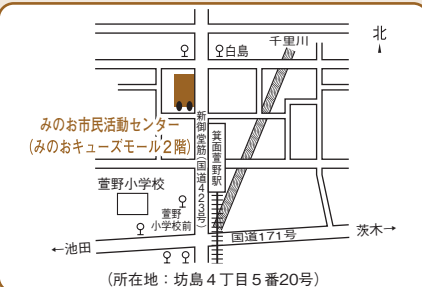 北
千里川
白島
みのお市民活動センター
(みのおキューズモール2階)
新御堂筋(国道423号)
箕面萱野駅
萱野小学校
萱野
小学校前
国道171号
←池田
茨木→
(所在地:坊島4丁目5番20号)